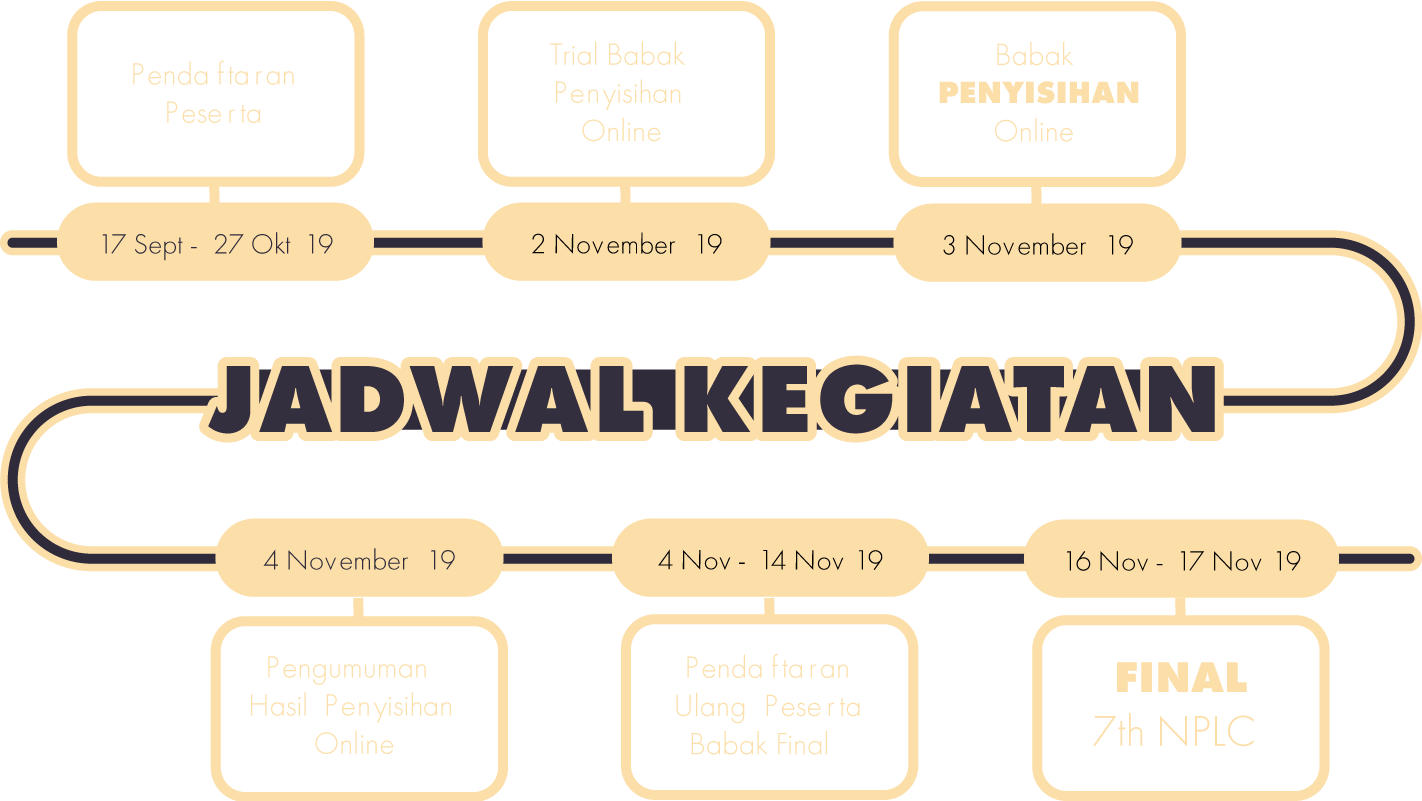 Pendaftaran
Peserta
17 Sept - 27 Okt 19
Trial Babak
Penyisihan
Online
2 November 19
Babak
PENYISIHAN
Online
3 November 19
JADWAL KEGIATAN
4 November 19
Pengumuman
Hasil Penyisihan
Online
4 Nov - 14 Nov 19
Pendaftaran
Ulang Peserta
Babak Final
16 Nov - 17 Nov 19
FINAL
7th NPLC